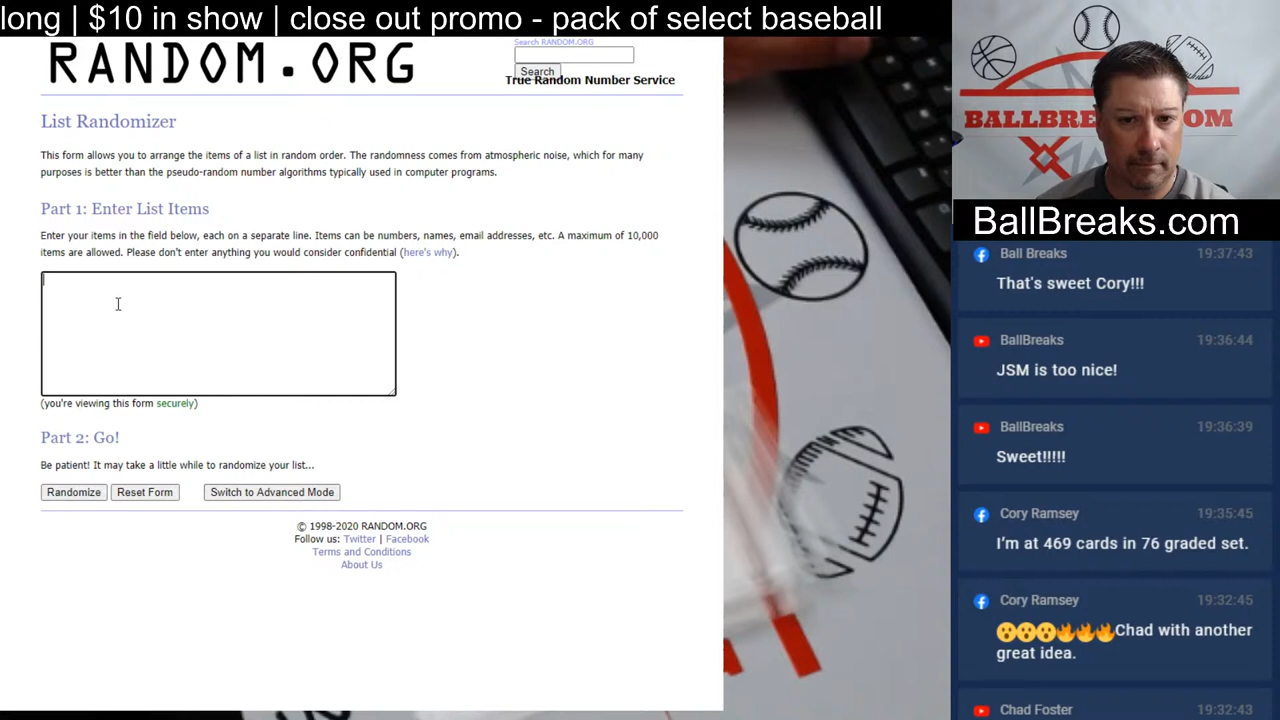 long | $10 in show | close out promo - pack of select baseball
RANDOM.ORG
Search RANDOM.ORG
Search
True Random Number Service
List Randomizer
This form allows you to arrange the items of a list in random order. The randomness comes from atmospheric noise, which for many
purposes is better than the pseudo-random number algorithms typically used in computer programs.
Part 1: Enter List Items
Enter your items in the field below, each on a separate line. Items can be numbers, names, email addresses, etc. A maximum of 10,000
items are allowed. Please don't enter anything you would consider confidential (here's why).
(you're viewing this form securely)
Part 2: Go!
Be patient! It may take a little while to randomize your list...
Randomize Reset Form Switch to Advanced Mode
© 1998-2020 RANDOM.ORG
Follow us: Twitter | Facebook
Terms and Conditions
About Us
BallBreaks.com
Ball Breaks 19:37:43
That's sweet Cory!!!
BallBreaks 19:36:44
JSM is too nice!
BallBreaks 19:36:39
Sweet!!!!!
Cory Ramsey 19:35:45
I'm at 469 cards in 76 graded set.
Cory Ramsey 19:32:45
😮😮😮🔥🔥🔥Chad with another
great idea.
Chad Foster 19:32:43